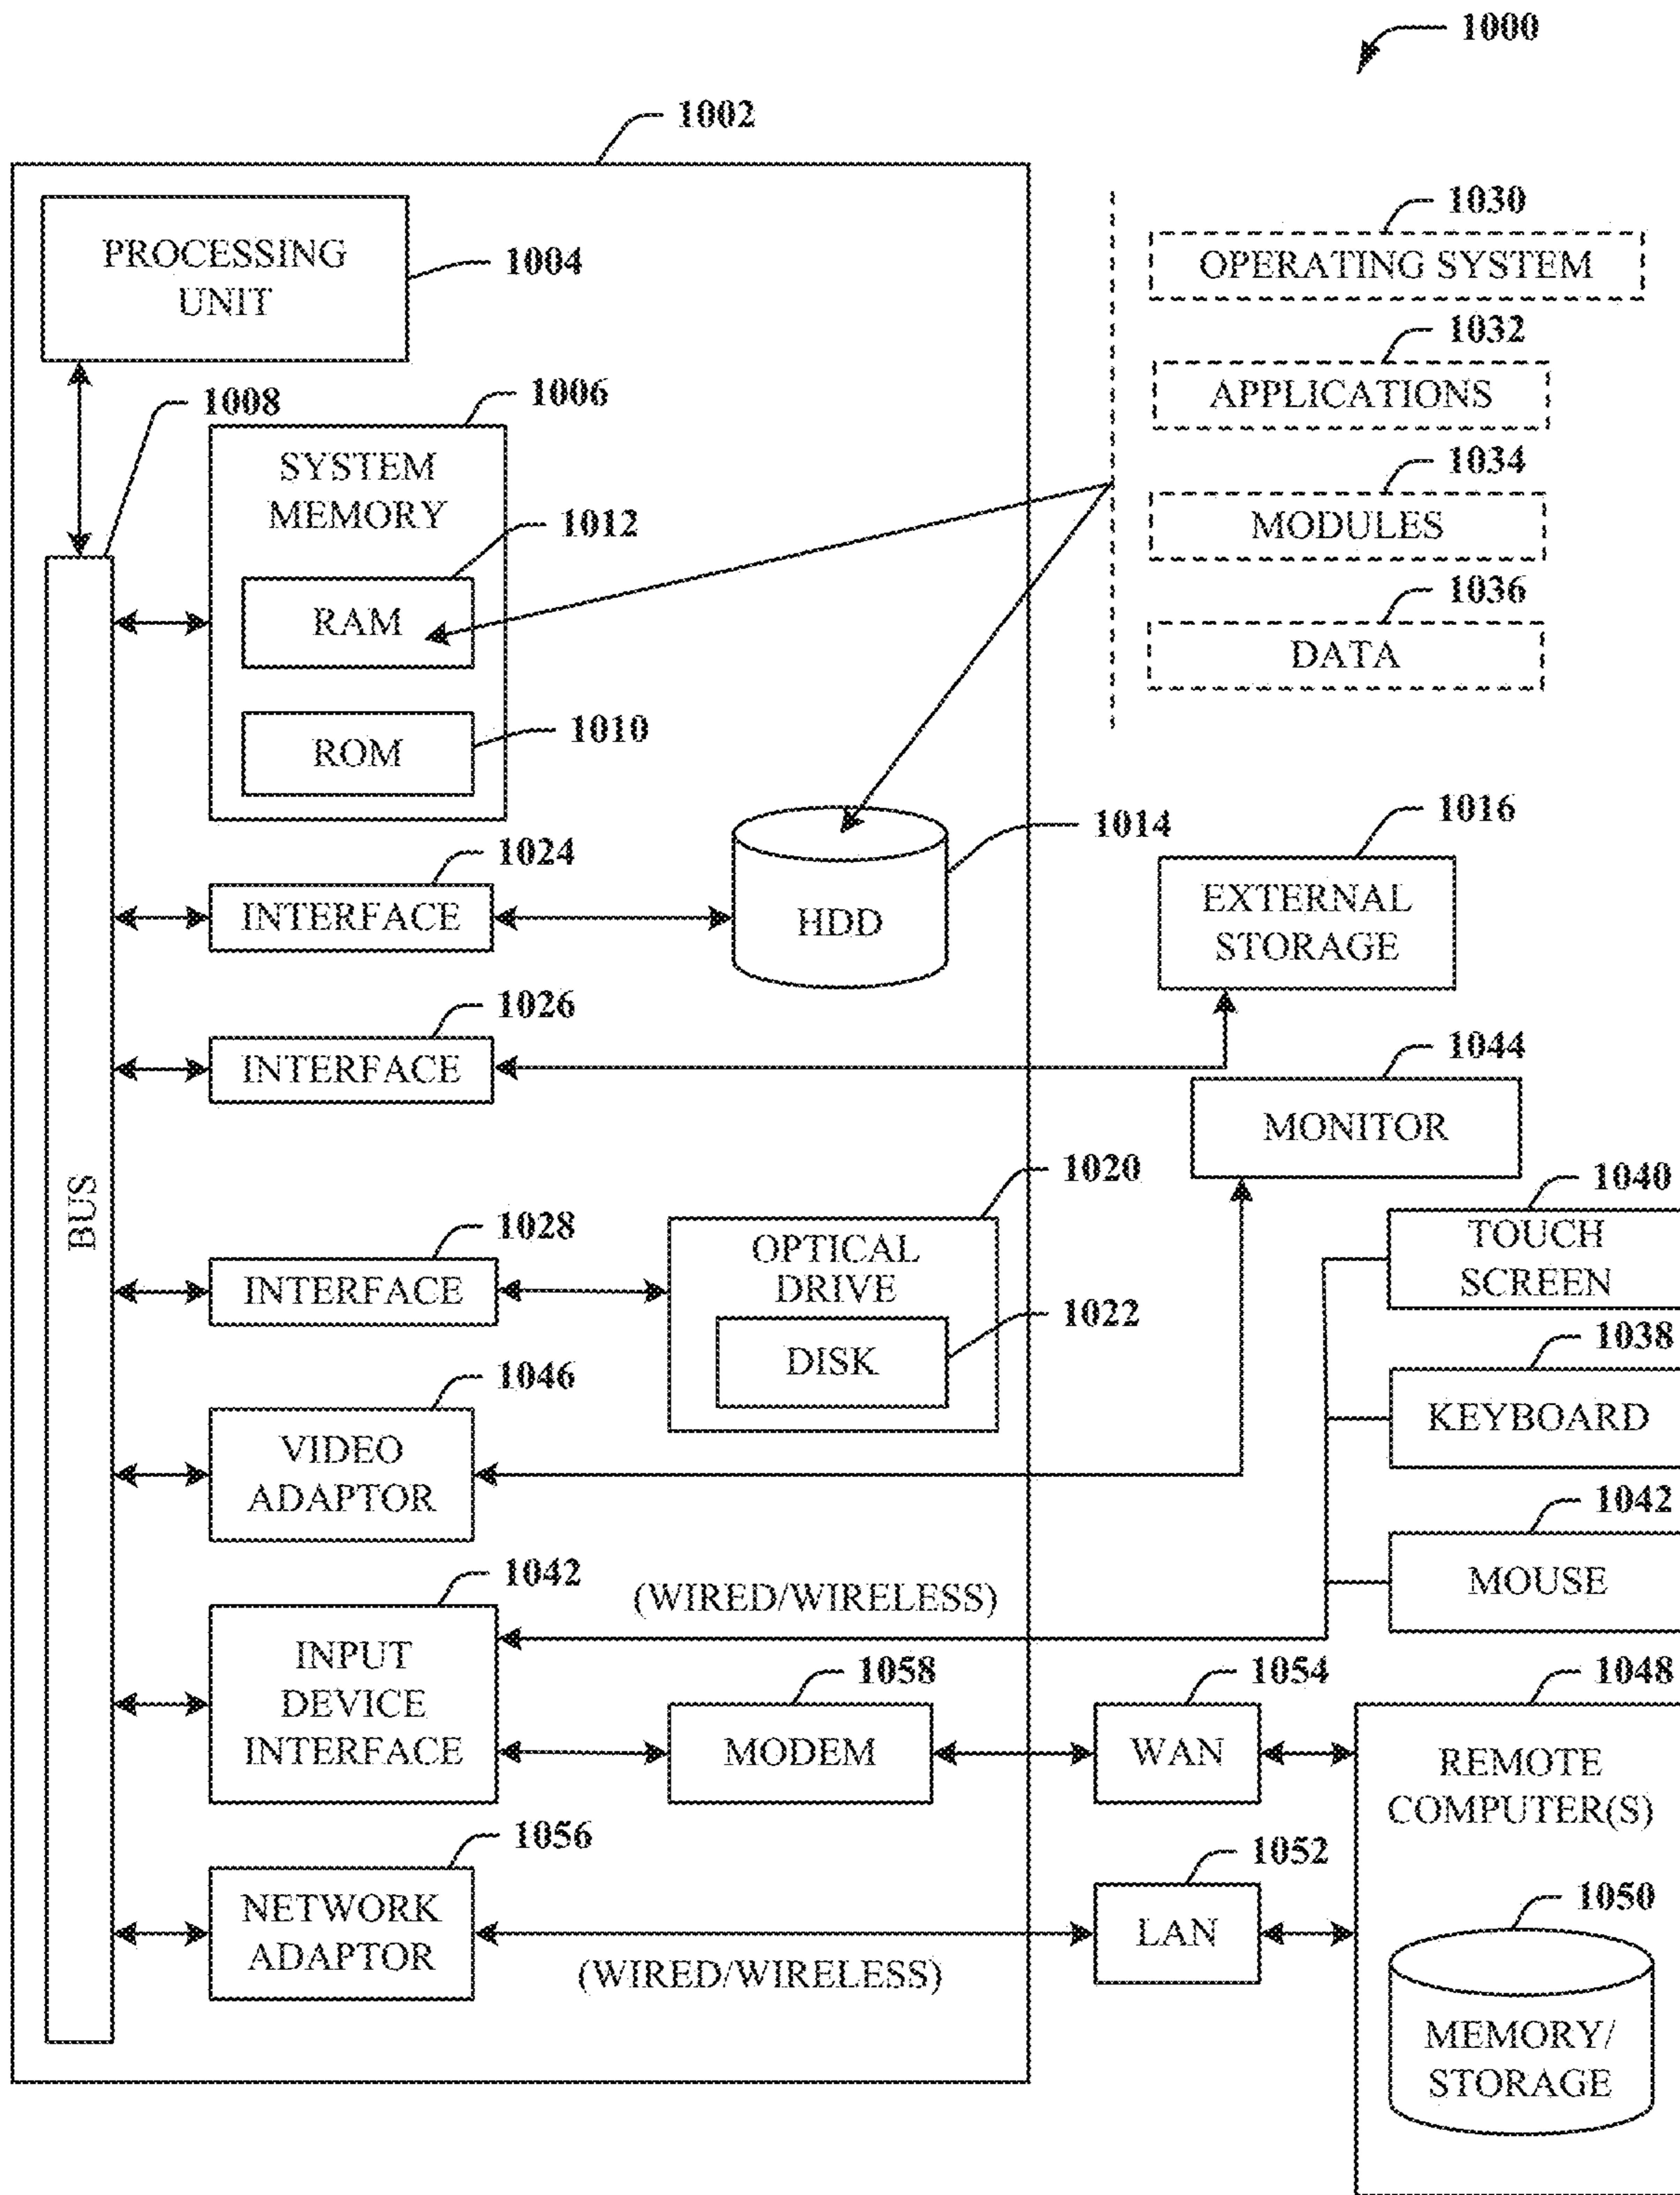 1000
1002
PROCESSING
UNIT
1004
1030
OPERATING SYSTEM
1032
APPLICATIONS
1034
MODULES
1036
DATA
1008
1006
SYSTEM
MEMORY
1012
RAM
1010
ROM
BUS
1024
INTERFACE
1014
HDD
1016
EXTERNAL
STORAGE
1026
INTERFACE
1044
MONITOR
1028
INTERFACE
1020
OPTICAL
DRIVE
1022
DISK
1040
TOUCH
SCREEN
1038
KEYBOARD
1042
MOUSE
1046
VIDEO
ADAPTOR
1042
INPUT
DEVICE
INTERFACE
(WIRED/WIRELESS)
1058
MODEM
1054
WAN
1048
REMOTE
COMPUTER(S)
1056
NETWORK
ADAPTOR
(WIRED/WIRELESS)
1052
LAN
1050
MEMORY/
STORAGE